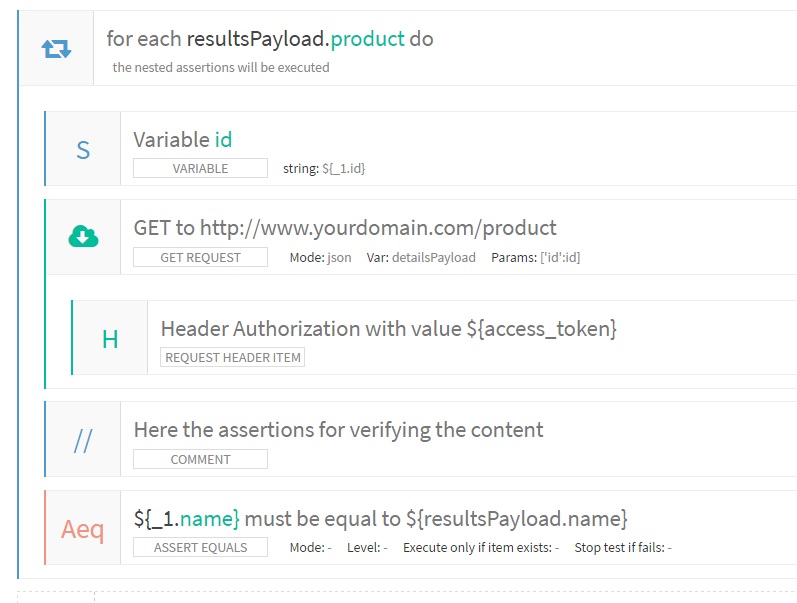 for each resultsPayload.product do
the nested assertions will be executed
S
Variable id
VARIABLE string: ${_1.id}
GET to http://www.yourdomain.com/product
GET REQUEST Mode: json Var: detailsPayload Params: ['id':id]
H
Header Authorization with value ${access_token}
REQUEST HEADER ITEM
//
Here the assertions for verifying the content
COMMENT
Aeq
${_1.name} must be equal to ${resultsPayload.name}
ASSERT EQUALS Mode: - Level: - Execute only if item exists: - Stop test if fails: -